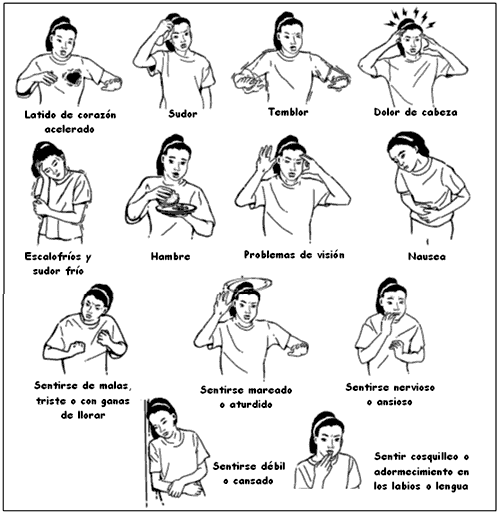 Latido de corazón
acelerado
Sudor
Temblor
Dolor de cabeza
Escalofríos y
sudor frío
Hambre
Problemas de visión
Nausea
Sentirse de malas,
triste o con ganas
de llorar
Sentirse mareado
o aturdido
Sentirse nervioso
o ansioso
Sentirse débil
o cansado
Sentir cosquilleo o
adormecimiento en
los labios o lengua